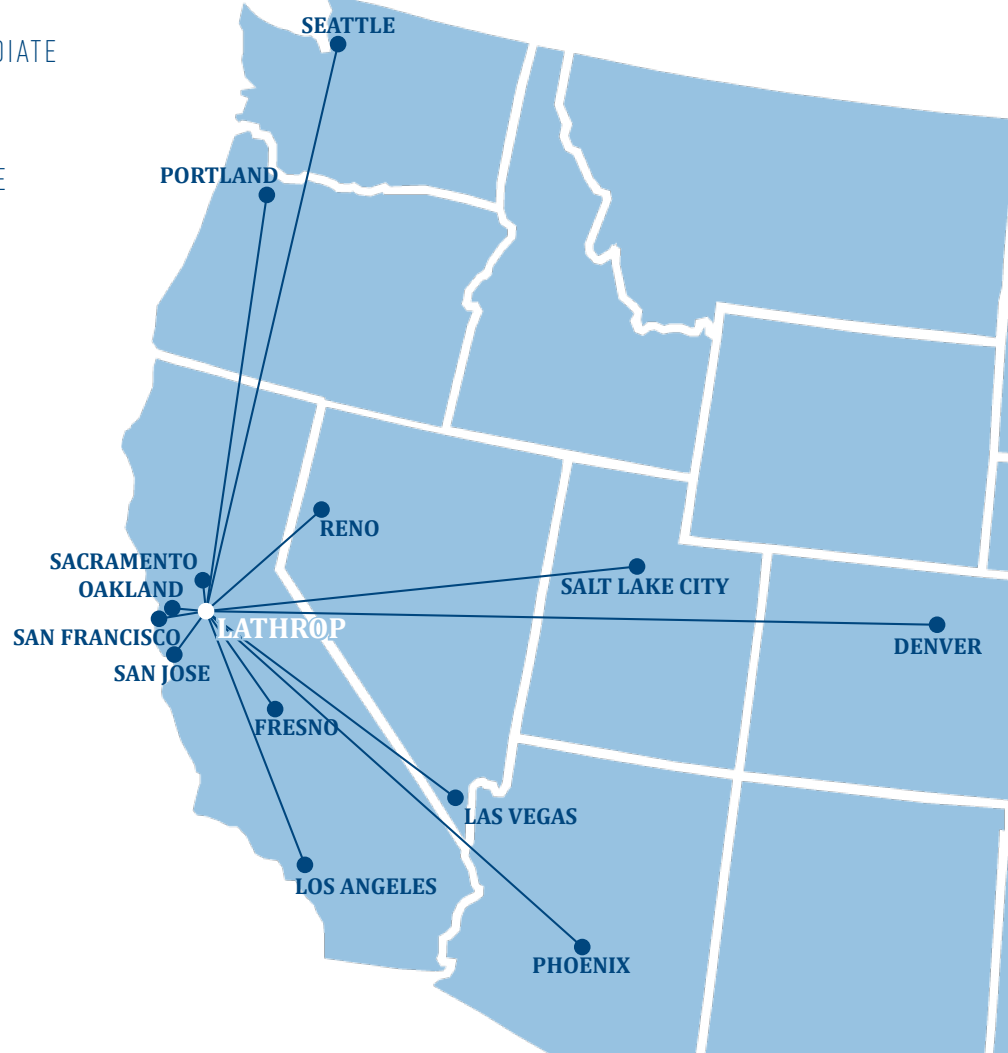 SEATTLE
PORTLAND
RENO
SACRAMENTO
OAKLAND
SALT LAKE CITY
LATHROP
SAN FRANCISCO
DENVER
SAN JOSE
FRESNO
LAS VEGAS
LOS ANGELES
PHOENIX